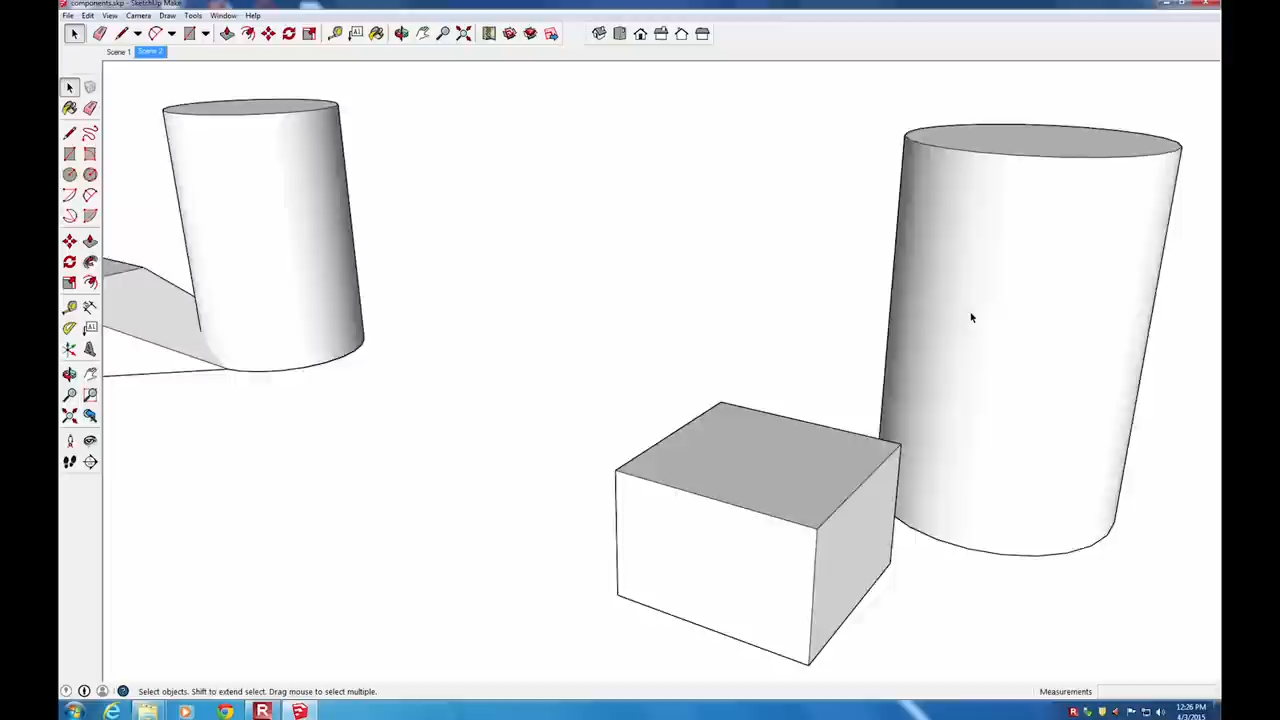 components.skp - SketchUp Make
File Edit View Camera Draw Tools Window Help
Scene 1 Scene 2
Select objects. Shift to extend select. Drag mouse to select multiple.
Measurements
12:26 PM
4/3/2015